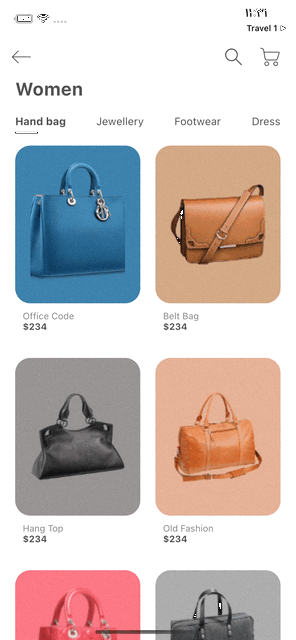 Travel 1
Women
Hand bag Jewellery Footwear Dress
Office Code
$234
Belt Bag
$234
Hang Top
$234
Old Fashion
$234